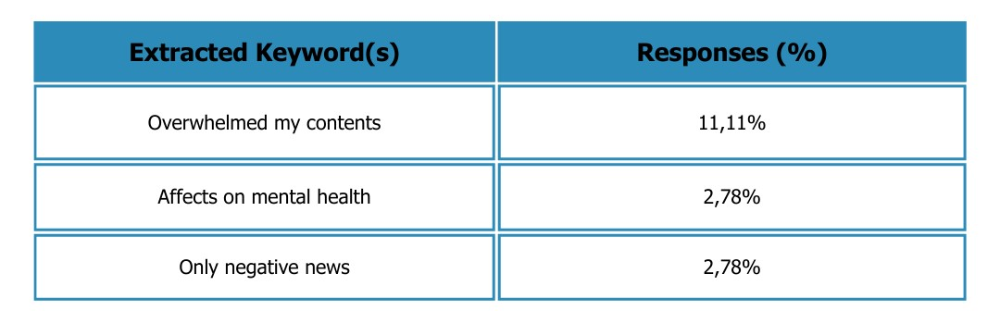 Extracted Keyword(s) Responses (%)
Overwhelmed my contents 11,11%
Affects on mental health 2,78%
Only negative news 2,78%